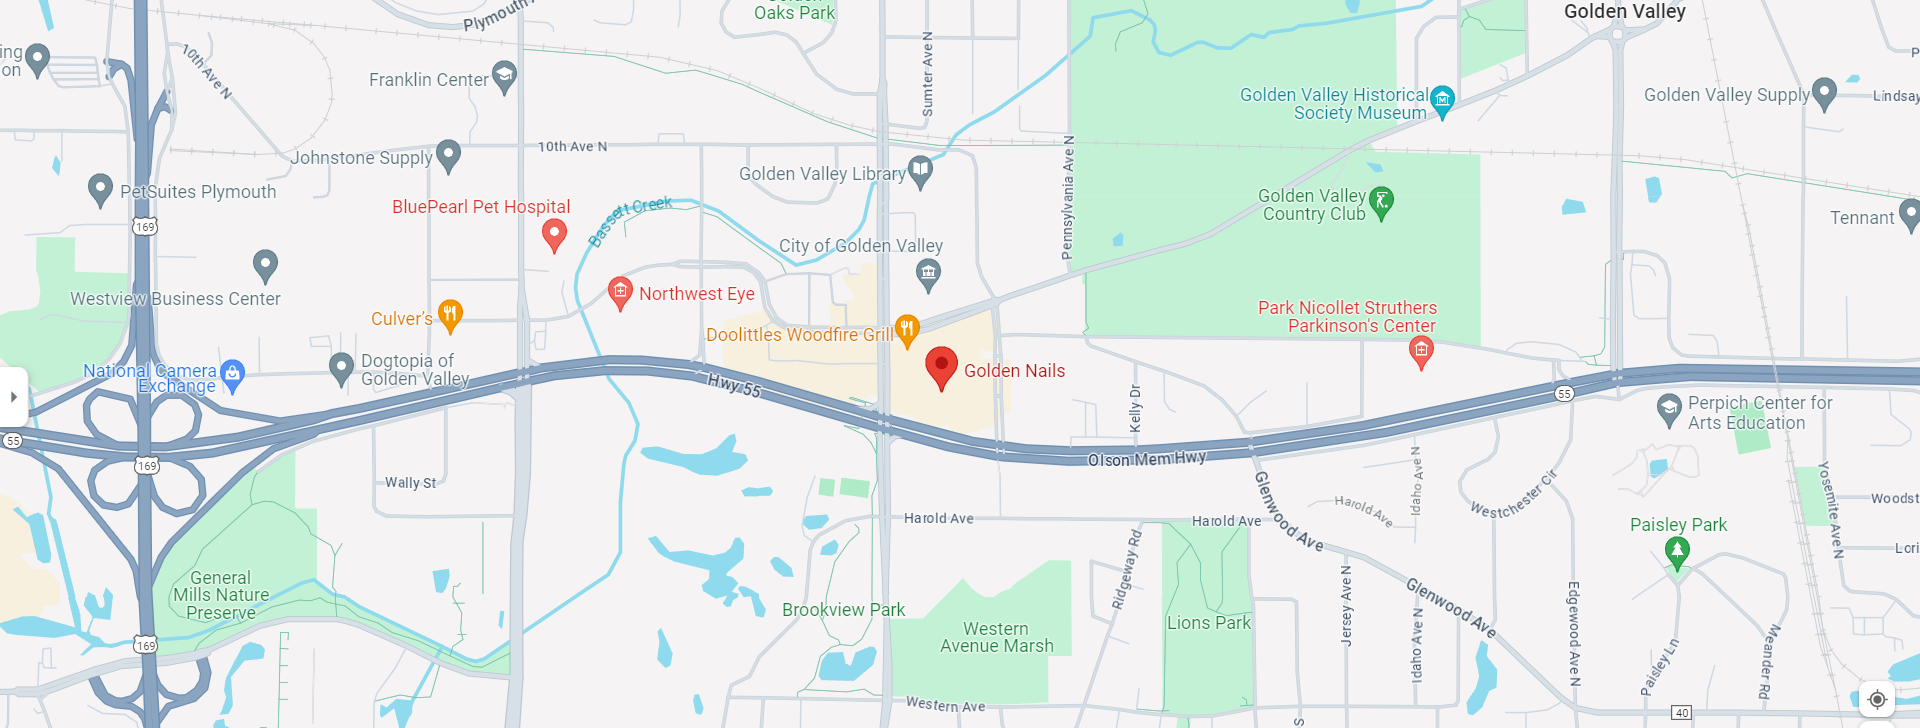 Plymouth
Golden
Oaks Park
Golden Valley
ing
on
10th Ave N
Franklin Center
Sumter Ave N
Golden Valley Historical
Society Museum
Golden Valley Supply
Lindsay
P
Johnstone Supply
10th Ave N
Golden Valley Library
Pennsylvania Ave N
PetSuites Plymouth
BluePearl Pet Hospital
Bassett Creek
Golden Valley
Country Club
Tennant
169
City of Golden Valley
Westview Business Center
Northwest Eye
Culver's
Doolittles Woodfire Grill
Park Nicollet Struthers
Parkinson's Center
National Camera
Exchange
Dogtopia of
Golden Valley
Golden Nails
Hwy 55
Kelly Dr
55
Perpich Center for
Arts Education
55
169
Olson Mem Hwy
Wally St
Glenwood Ave
Idaho Ave N
Harold Ave
Westchester Cir
Yosemite Ave N
Woodst
Harold Ave
Harold Ave
Paisley Park
Lori
General
Mills Nature
Preserve
Ridgeway Rd
Jersey Ave N
Glenwood Ave
Edgewood Ave N
Brookview Park
Western
Avenue Marsh
Lions Park
Idaho Ave N
Paisley Ln
Meander Rd
169
Western Ave
S
40